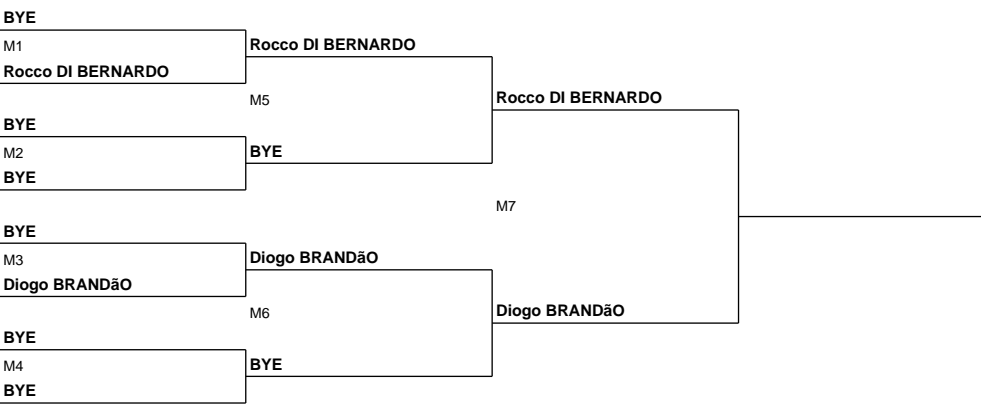 BYE
M1
Rocco DI BERNARDO
Rocco DI BERNARDO
M5
Rocco DI BERNARDO
BYE
M2
BYE
BYE
M7
BYE
M3
Diogo BRANDãO
Diogo BRANDãO
M6
Diogo BRANDãO
BYE
M4
BYE
BYE